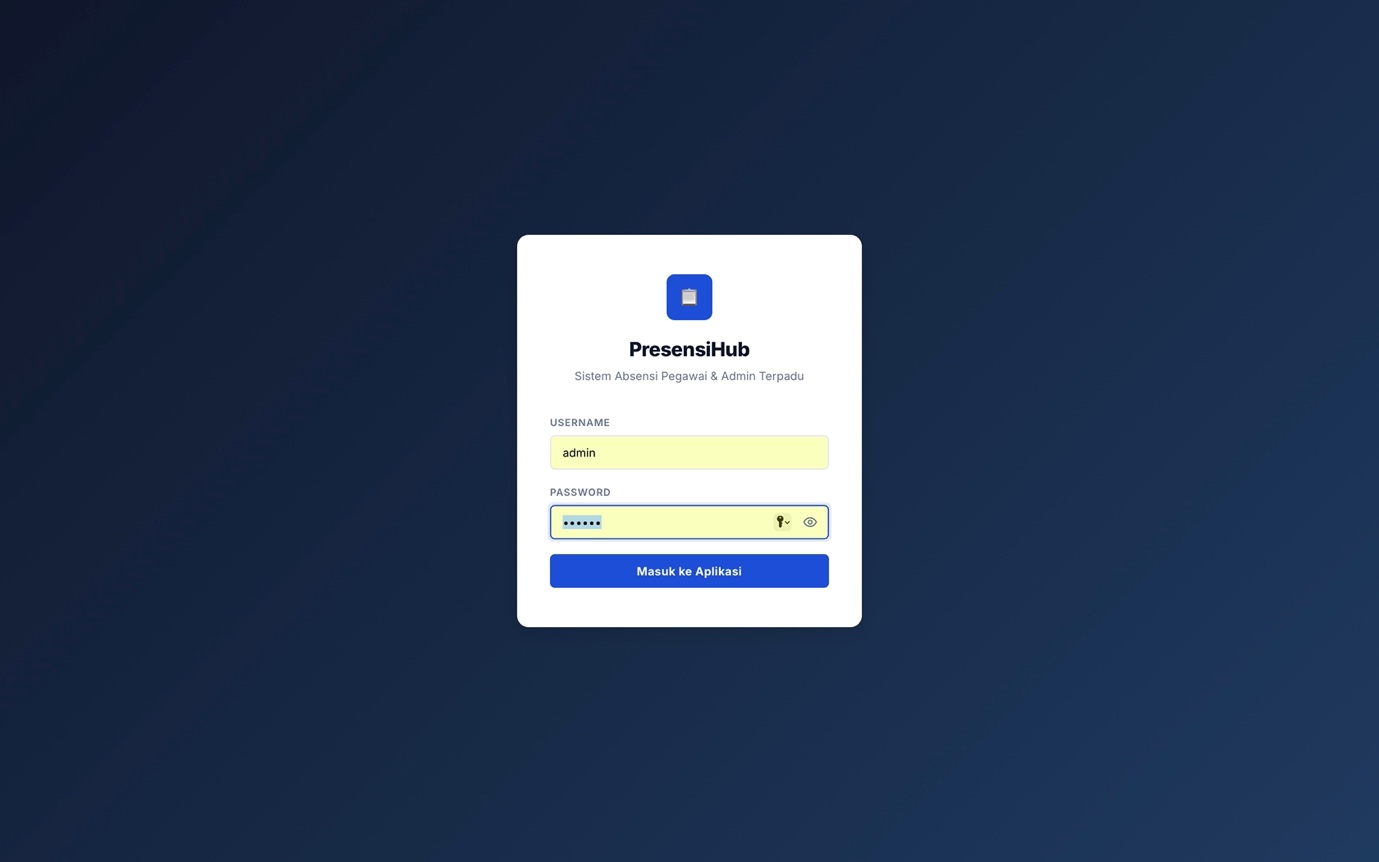 PresensiHub
Sistem Absensi Pegawai & Admin Terpadu
USERNAME
admin
PASSWORD
••••••
Masuk ke Aplikasi